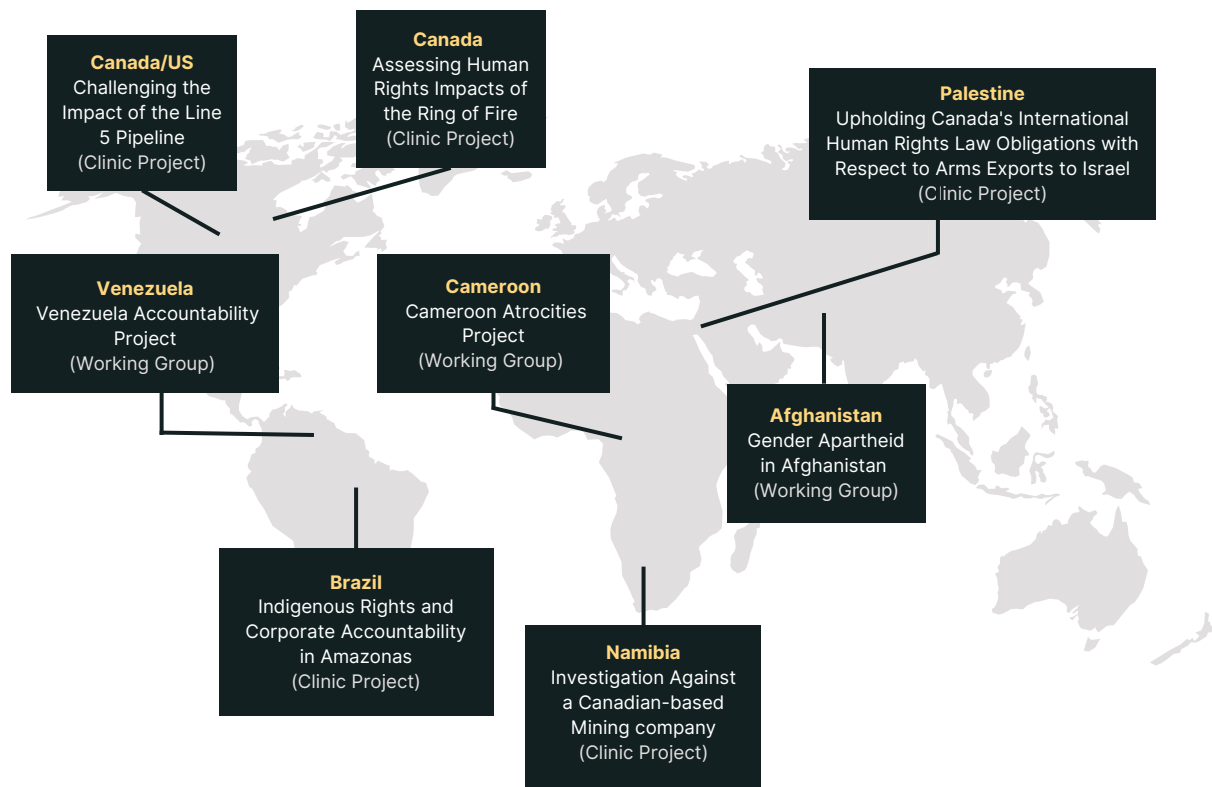 Canada/US
Challenging the
Impact of the Line
5 Pipeline
(Clinic Project)
Canada
Assessing Human
Rights Impacts of
the Ring of Fire
(Clinic Project)
Palestine
Upholding Canada's International
Human Rights Law Obligations with
Respect to Arms Exports to Israel
(Clinic Project)
Venezuela
Venezuela Accountability
Project
(Working Group)
Cameroon
Cameroon Atrocities
Project
(Working Group)
Afghanistan
Gender Apartheid
in Afghanistan
(Working Group)
Brazil
Indigenous Rights and
Corporate Accountability
in Amazonas
(Clinic Project)
Namibia
Investigation Against
a Canadian-based
Mining company
(Clinic Project)